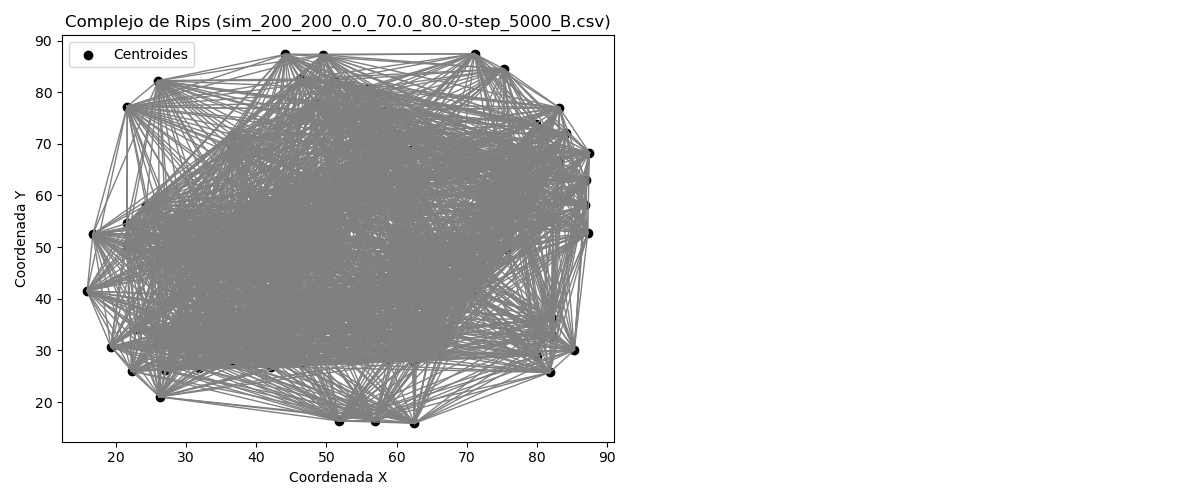 Complejo de Rips (sim_200_200_0.0_70.0_80.0-step_5000_B.csv)
Centroides
90
80
70
60
50
40
30
20
Coordenada Y
20 30 40 50 60 70 80 90
Coordenada X